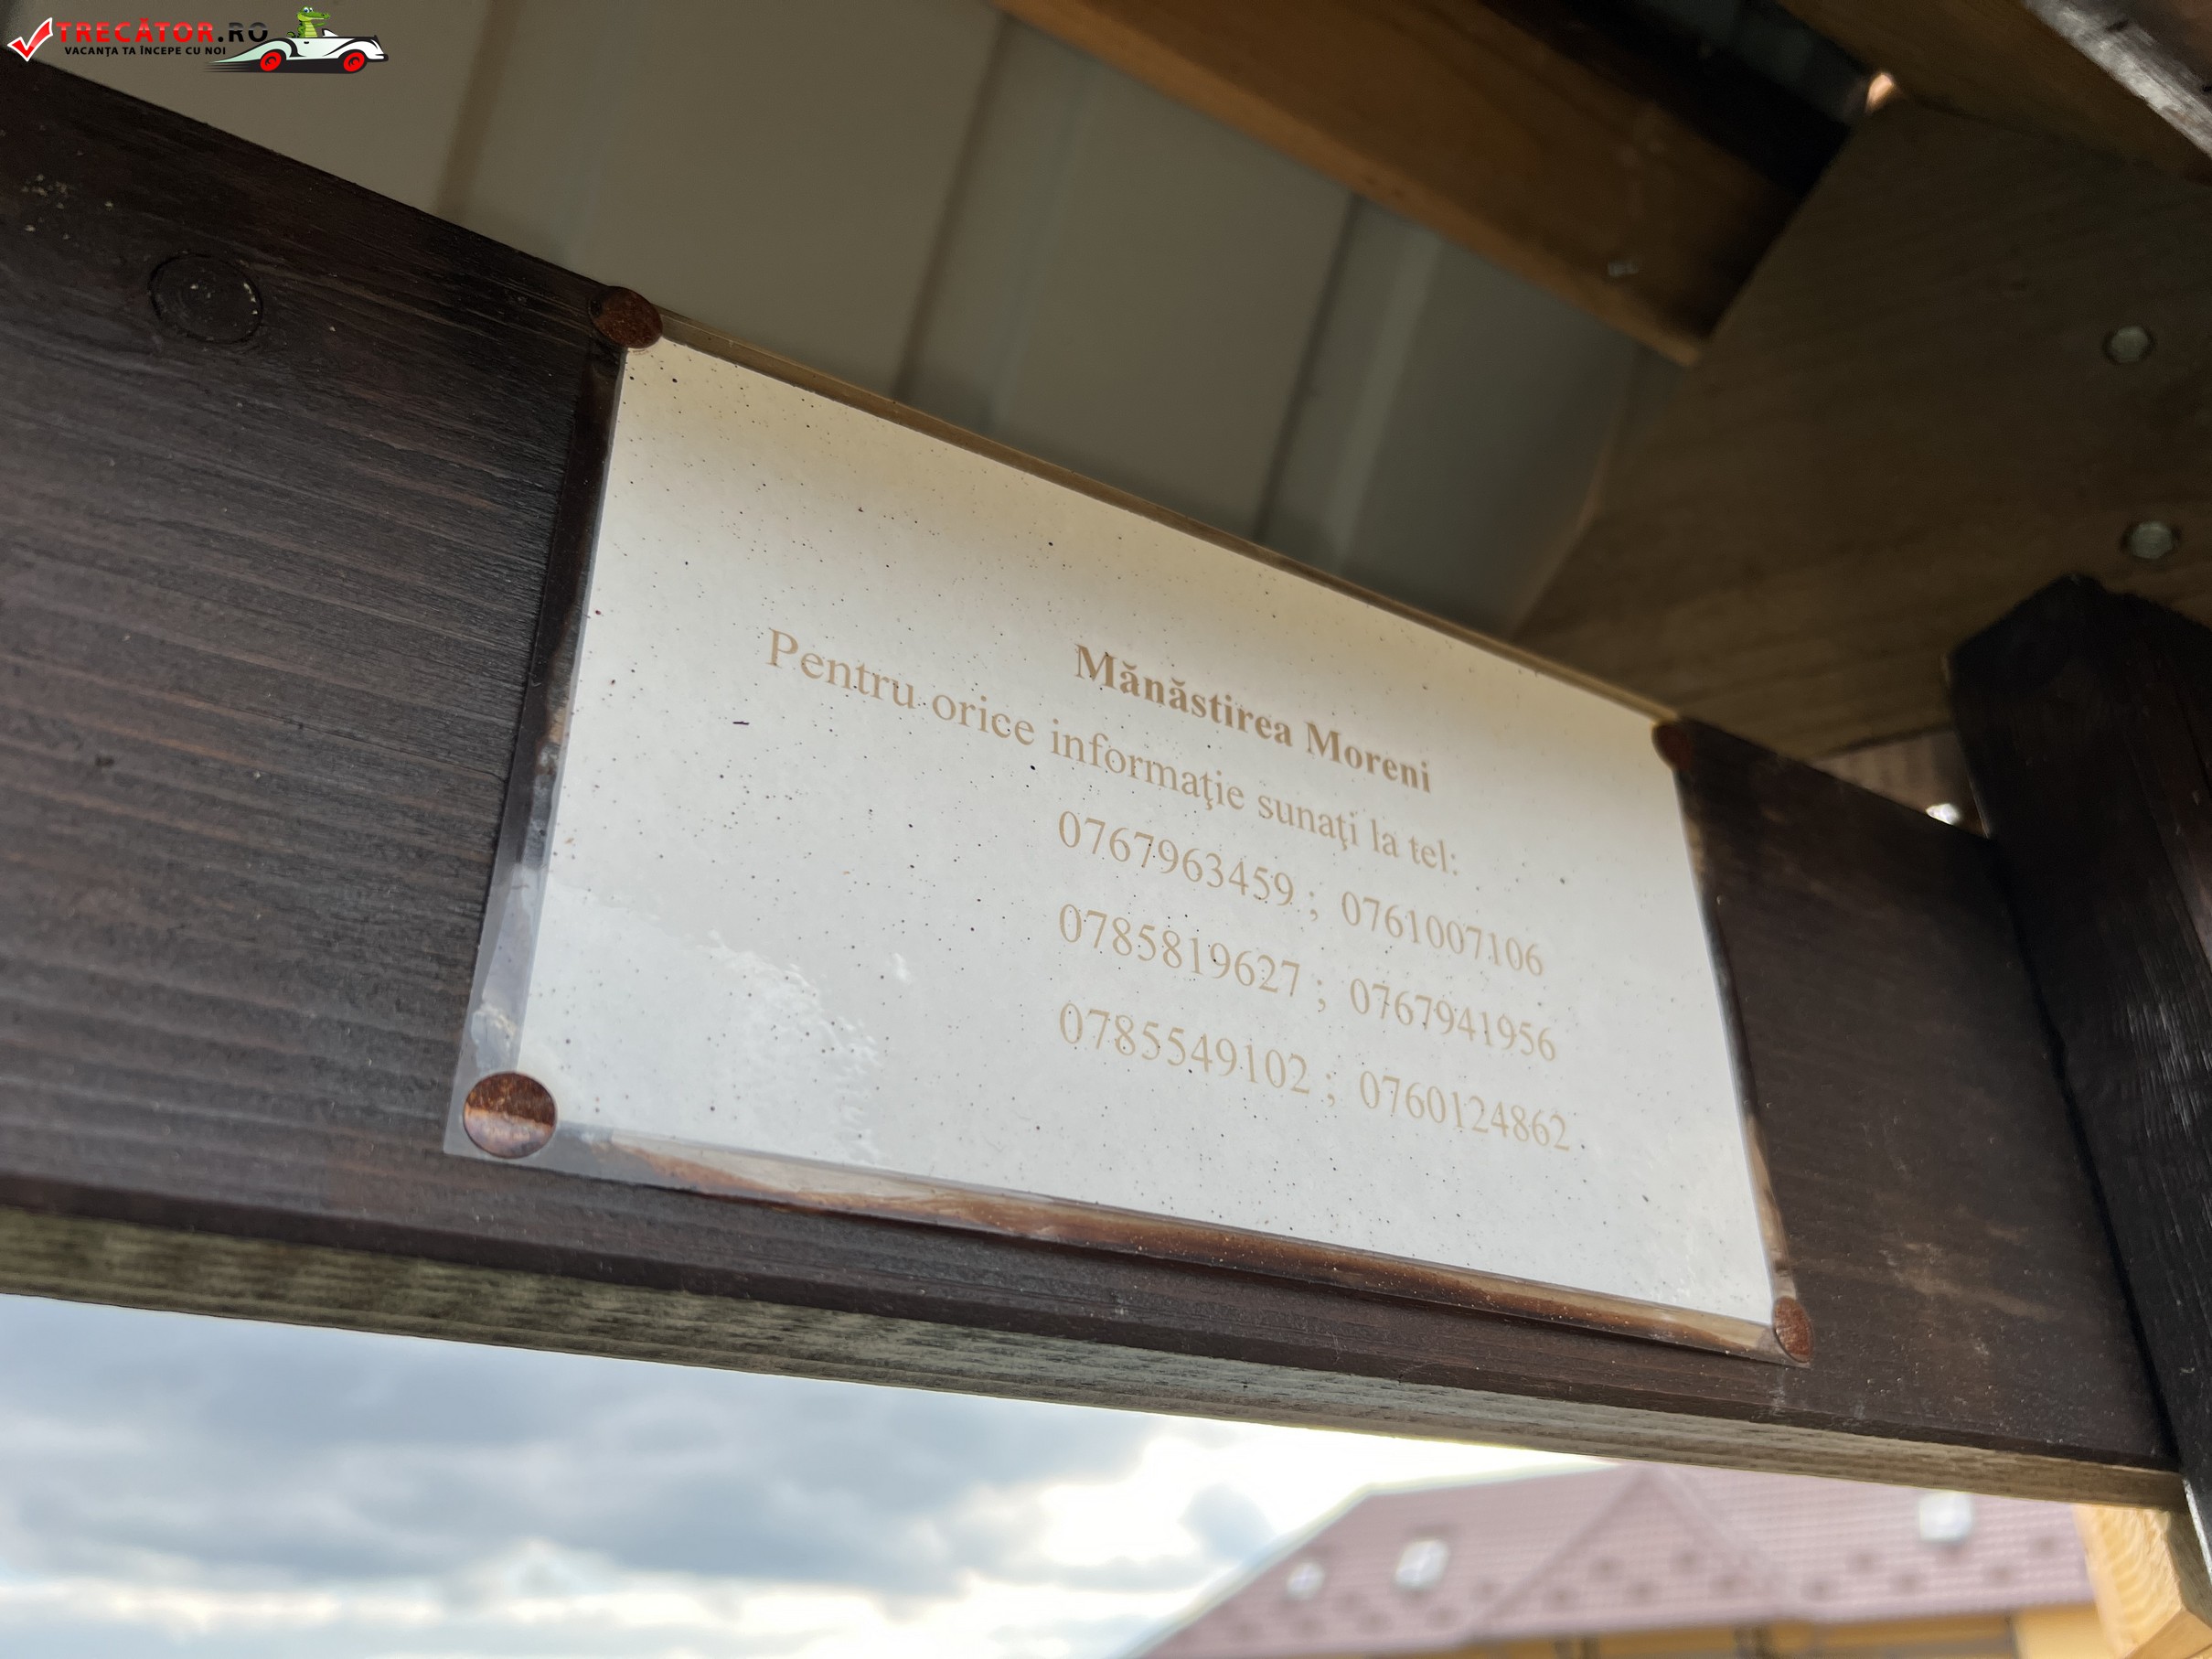 TRECĂTOR.RO
VACANȚA TA ÎNCEPE CU NOI
Mănăstirea Moreni
Pentru orice informaţie sunaţi la tel:
0767963459 ; 0761007106
0785819627 ; 0767941956
0785549102 ; 0760124862